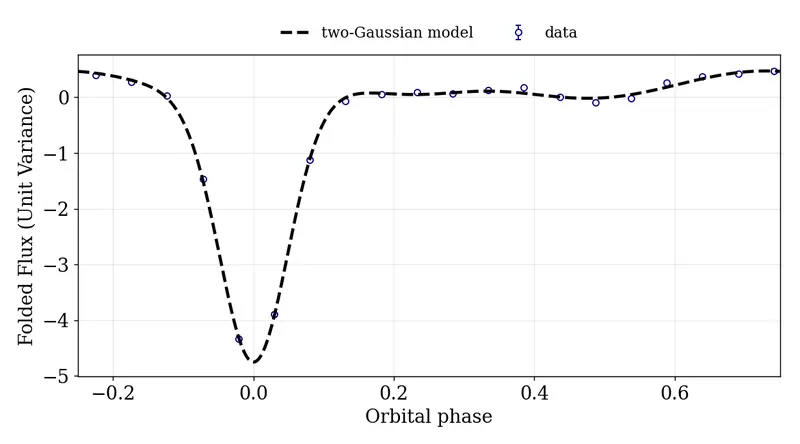 two-Gaussian model data
Folded Flux (Unit Variance)
0
−1
−2
−3
−4
−5
−0.2 0.0 0.2 0.4 0.6
Orbital phase